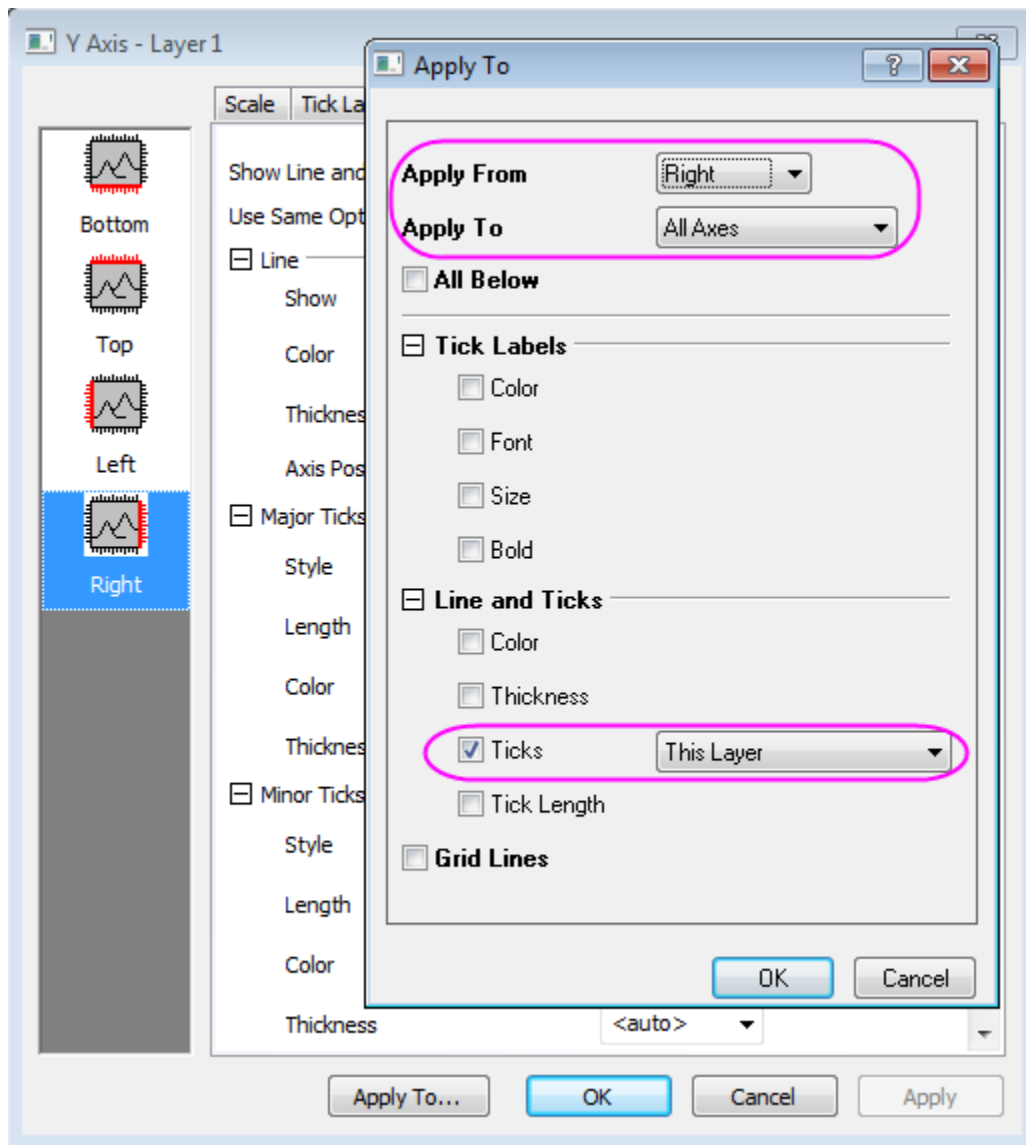 Y Axis - Layer 1
Apply To
Scale
Tick La
Bottom
Top
Left
Right
Show Line and
Use Same Opt
Line
Show
Color
Thicknes
Axis Pos
Major Ticks
Style
Length
Color
Thicknes
Minor Ticks
Style
Length
Color
Thickness
<auto>
Apply From
Right
Apply To
All Axes
All Below
Tick Labels
Color
Font
Size
Bold
Line and Ticks
Color
Thickness
Ticks
This Layer
Tick Length
Grid Lines
OK
Cancel
Apply To...
OK
Cancel
Apply